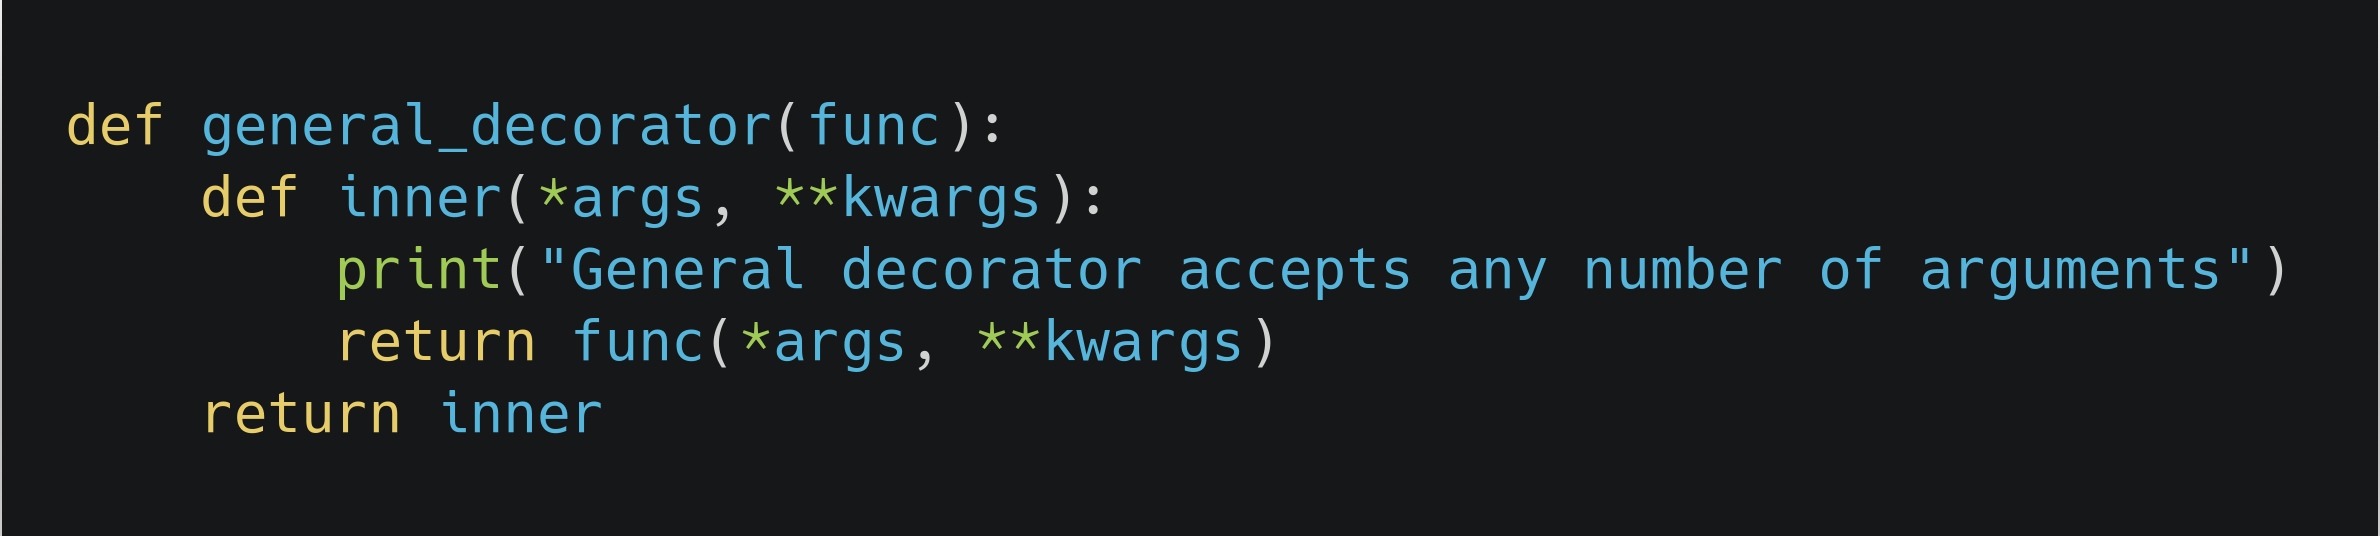 def general_decorator(func):
    def inner(*args, **kwargs):
        print("General decorator accepts any number of arguments")
        return func(*args, **kwargs)
    return inner